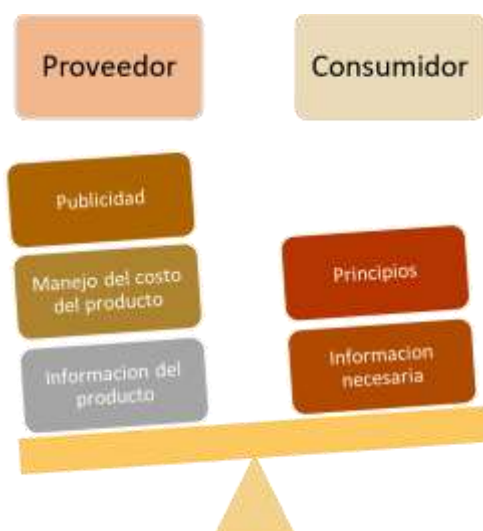 Proveedor
Consumidor
Publicidad
Manejo del costo
del producto
Informacion del
producto
Principios
Informacion
necesaria